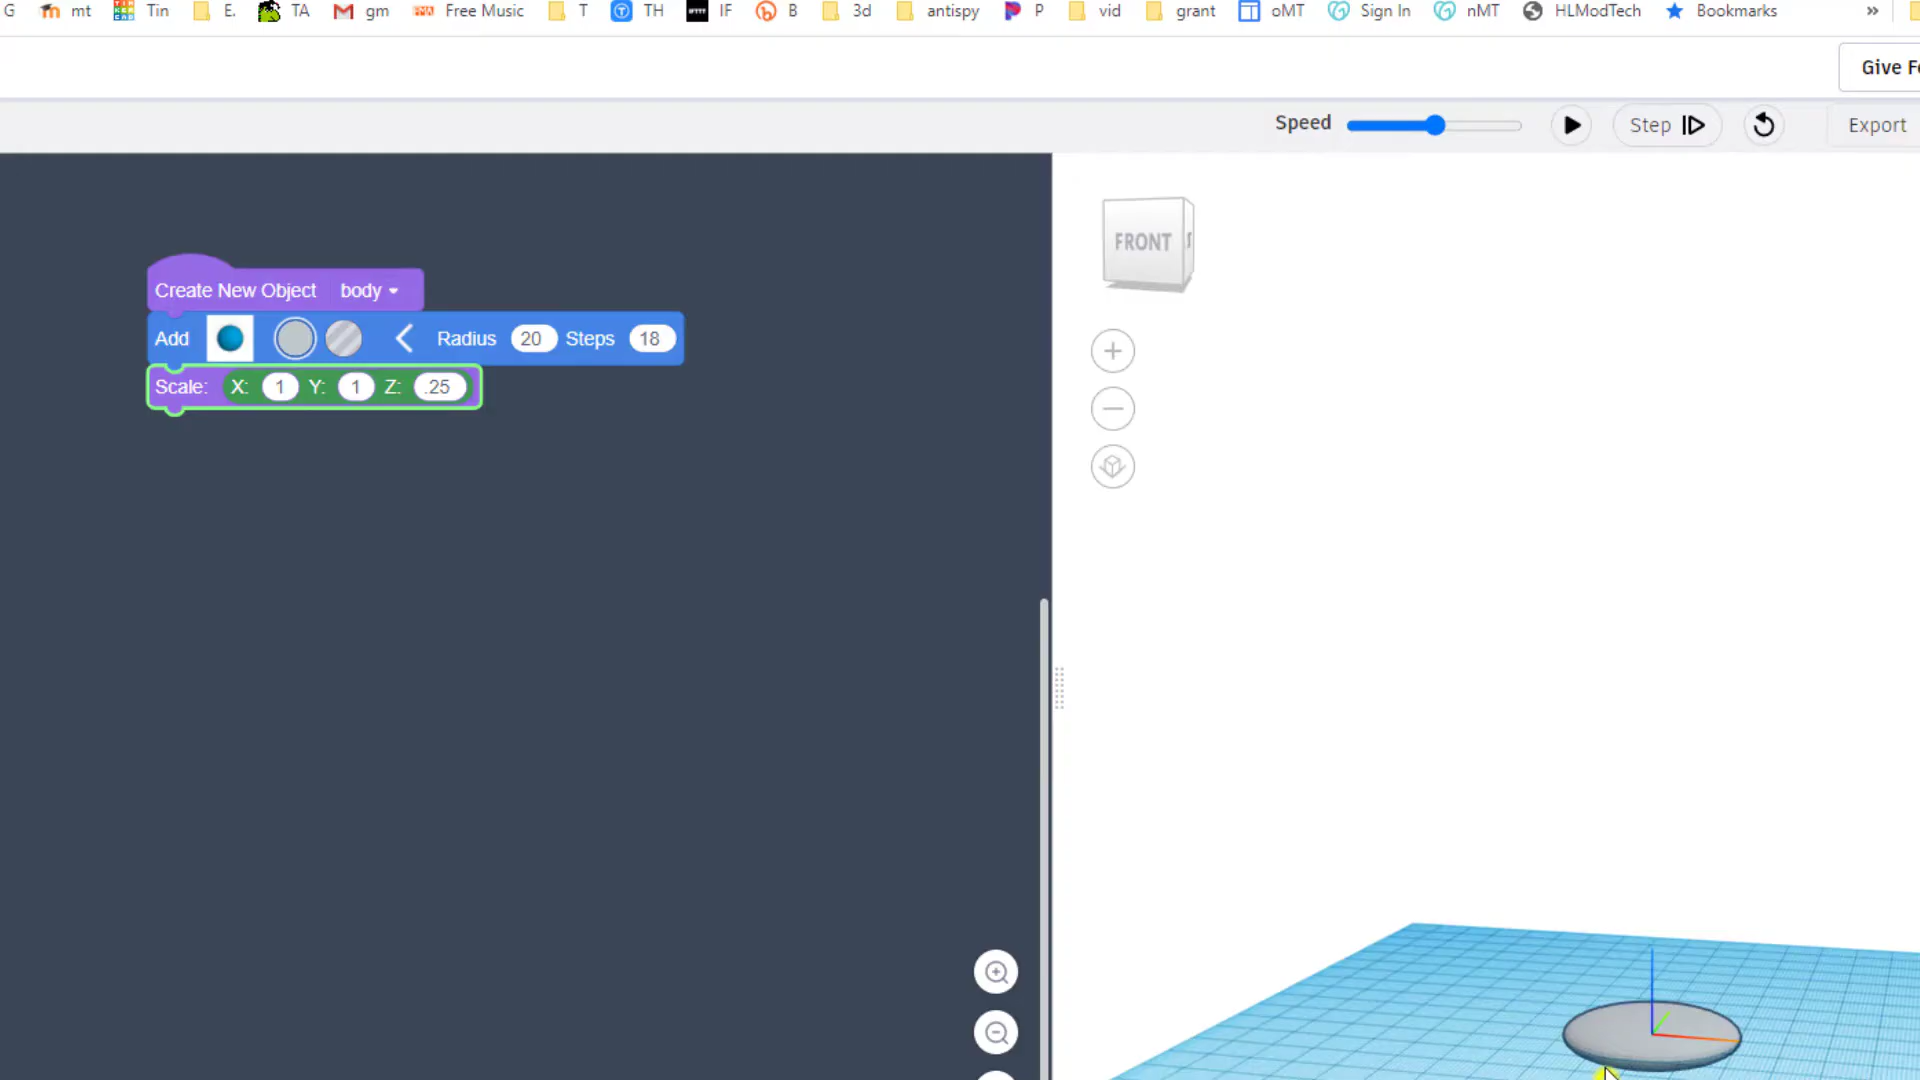 G mt Tin E. TA gm Free Music T TH IF B 3d antispy P vid grant oMT Sign In nMT HLModTech Bookmarks »
Give F
Speed Step Export
FRONT
Create New Object body
Add Radius 20 Steps 18
Scale: X: 1 Y: 1 Z: .25